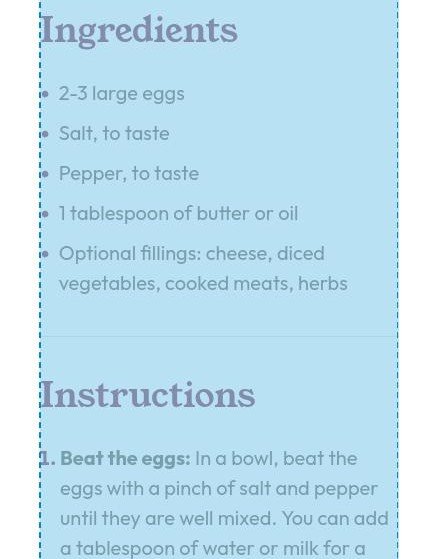 Ingredients
• 2-3 large eggs
• Salt, to taste
• Pepper, to taste
• 1 tablespoon of butter or oil
• Optional fillings: cheese, diced
vegetables, cooked meats, herbs
Instructions
1. Beat the eggs: In a bowl, beat the
eggs with a pinch of salt and pepper
until they are well mixed. You can add
a tablespoon of water or milk for a